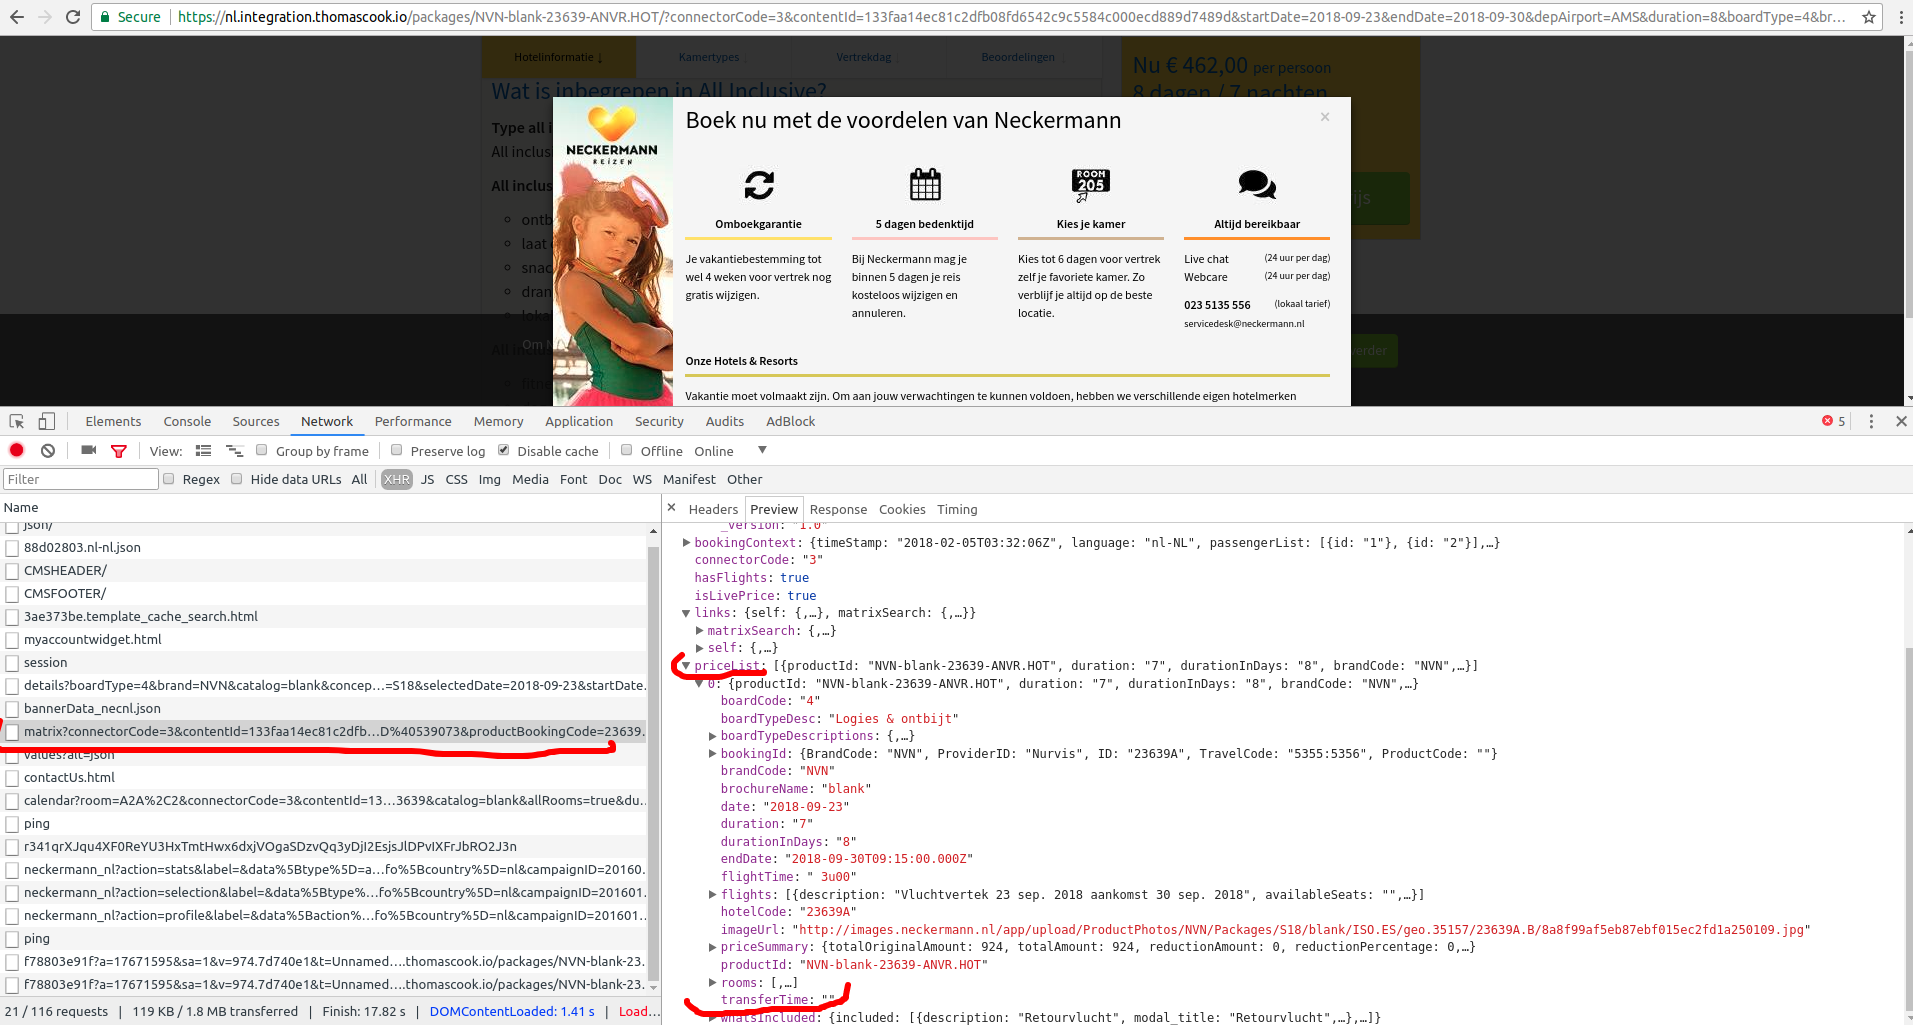 Secure https://nl.integration.thomascook.io/packages/NVN-blank-23639-ANVR.HOT/?connectorCode=3&contentId=133faa14ec81c2dfb08fd6542c9c5584c000ecd889d7489d&startDate=2018-09-23&endDate=2018-09-30&depAirport=AMS&duration=8&boardType=4&br...
Hotelinformatie ↓ Kamertypes Vertrekdag Beoordelingen
Nu € 462,00 per persoon
8 dagen / 7 nachten
Wat is inbegrepen in All Inclusive?
Type all i
All inclus
All inclus
ontb
laat
snac
dran
loka
Om
fitn
ijs
erder
NECKERMANN
REIZEN
Boek nu met de voordelen van Neckermann ×
ROOM
205
Omboekgarantie
Je vakantiebestemming tot
wel 4 weken voor vertrek nog
gratis wijzigen.
5 dagen bedenktijd
Bij Neckermann mag je
binnen 5 dagen je reis
kosteloos wijzigen en
annuleren.
Kies je kamer
Kies tot 6 dagen voor vertrek
zelf je favoriete kamer. Zo
verblijf je altijd op de beste
locatie.
Altijd bereikbaar
Live chat (24 uur per dag)
Webcare (24 uur per dag)
023 5135 556 (lokaal tarief)
servicedesk@neckermann.nl
Onze Hotels & Resorts
Vakantie moet volmaakt zijn. Om aan jouw verwachtingen te kunnen voldoen, hebben we verschillende eigen hotelmerken
Elements Console Sources Network Performance Memory Application Security Audits AdBlock 5
View: Group by frame Preserve log Disable cache Offline Online
Filter Regex Hide data URLs All XHR JS CSS Img Media Font Doc WS Manifest Other
Name
json/
88d02803.nl-nl.json
CMSHEADER/
CMSFOOTER/
3ae373be.template_cache_search.html
myaccountwidget.html
session
details?boardType=4&brand=NVN&catalog=blank&concep...=S18&selectedDate=2018-09-23&startDate...
bannerData_necnl.json
matrix?connectorCode=3&contentId=133faa14ec81c2dfb...D%40539073&productBookingCode=23639...
values?alt=json
contactUs.html
calendar?room=A2A%2C2&connectorCode=3&contentId=13...3639&catalog=blank&allRooms=true&du...
ping
r341qrXJqu4XF0ReYU3HxTmtHwx6dxjVOgaSDzvQq3yDjI2EsjsJlDPvIXFrJbRO2J3n
neckermann_nl?action=stats&label=&data%5Btype%5D=a...fo%5Bcountry%5D=nl&campaignID=20160...
neckermann_nl?action=selection&label=&data%5Btype%...fo%5Bcountry%5D=nl&campaignID=201601...
neckermann_nl?action=profile&label=&data%5Baction%...fo%5Bcountry%5D=nl&campaignID=201601...
ping
f78803e91f?a=17671595&sa=1&v=974.7d740e1&t=Unnamed....thomascook.io/packages/NVN-blank-23...
f78803e91f?a=17671595&sa=1&v=974.7d740e1&t=Unnamed....thomascook.io/packages/NVN-blank-23...
21 / 116 requests | 119 KB / 1.8 MB transferred | Finish: 17.82 s | DOMContentLoaded: 1.41 s | Load...
× Headers Preview Response Cookies Timing
_version: "1.0"
bookingContext: {timeStamp: "2018-02-05T03:32:06Z", language: "nl-NL", passengerList: [{id: "1"}, {id: "2"}],…}
connectorCode: "3"
hasFlights: true
isLivePrice: true
links: {self: {,…}, matrixSearch: {,…}}
matrixSearch: {,…}
self: {,…}
priceList: [{productId: "NVN-blank-23639-ANVR.HOT", duration: "7", durationInDays: "8", brandCode: "NVN",…}]
0: {productId: "NVN-blank-23639-ANVR.HOT", duration: "7", durationInDays: "8", brandCode: "NVN",…}
boardCode: "4"
boardTypeDesc: "Logies & ontbijt"
boardTypeDescriptions: {,…}
bookingId: {BrandCode: "NVN", ProviderID: "Nurvis", ID: "23639A", TravelCode: "5355:5356", ProductCode: ""}
brandCode: "NVN"
brochureName: "blank"
date: "2018-09-23"
duration: "7"
durationInDays: "8"
endDate: "2018-09-30T09:15:00.000Z"
flightTime: " 3u00"
flights: [{description: "Vluchtvertek 23 sep. 2018 aankomst 30 sep. 2018", availableSeats: "",…}]
hotelCode: "23639A"
imageUrl: "http://images.neckermann.nl/app/upload/ProductPhotos/NVN/Packages/S18/blank/ISO.ES/geo.35157/23639A.B/8a8f99af5eb87ebf015ec2fd1a250109.jpg"
priceSummary: {totalOriginalAmount: 924, totalAmount: 924, reductionAmount: 0, reductionPercentage: 0,…}
productId: "NVN-blank-23639-ANVR.HOT"
rooms: [,…]
transferTime: ""
whatsIncluded: {included: [{description: "Retourvlucht", modal_title: "Retourvlucht",…},…]}